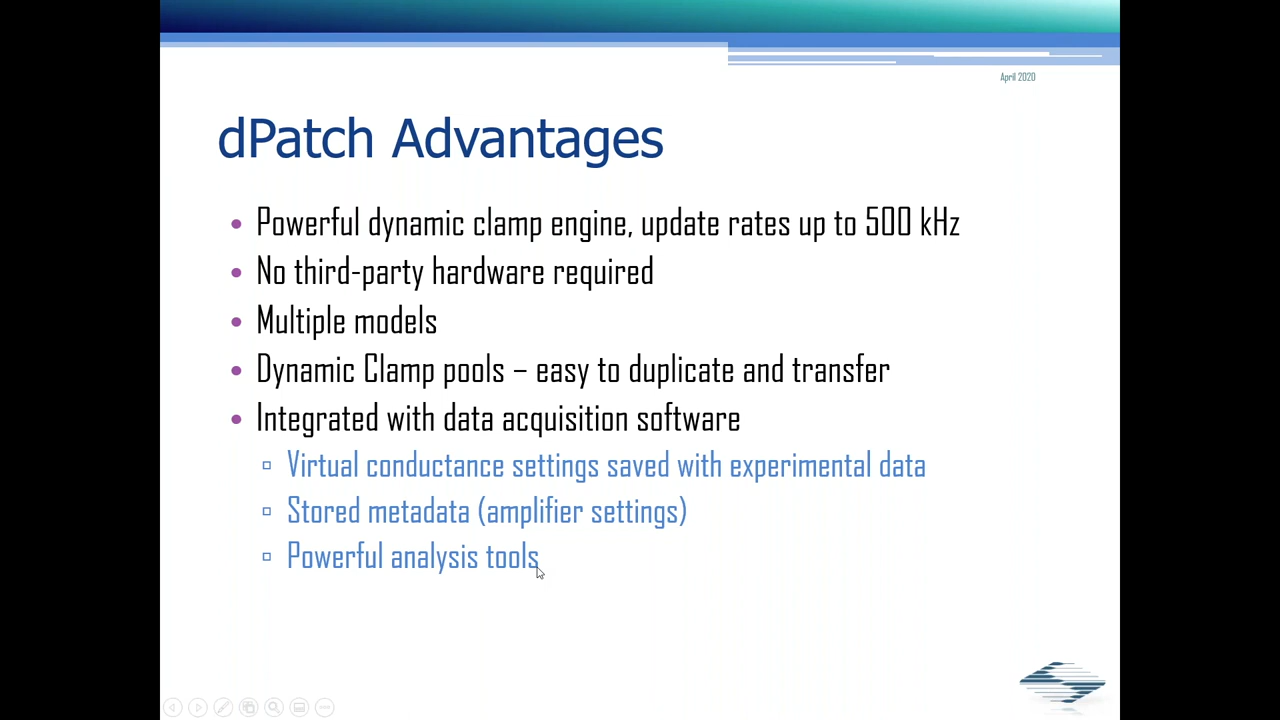 April 2020
dPatch Advantages
• Powerful dynamic clamp engine, update rates up to 500 kHz
• No third-party hardware required
• Multiple models
• Dynamic Clamp pools – easy to duplicate and transfer
• Integrated with data acquisition software
▫ Virtual conductance settings saved with experimental data
▫ Stored metadata (amplifier settings)
▫ Powerful analysis tools